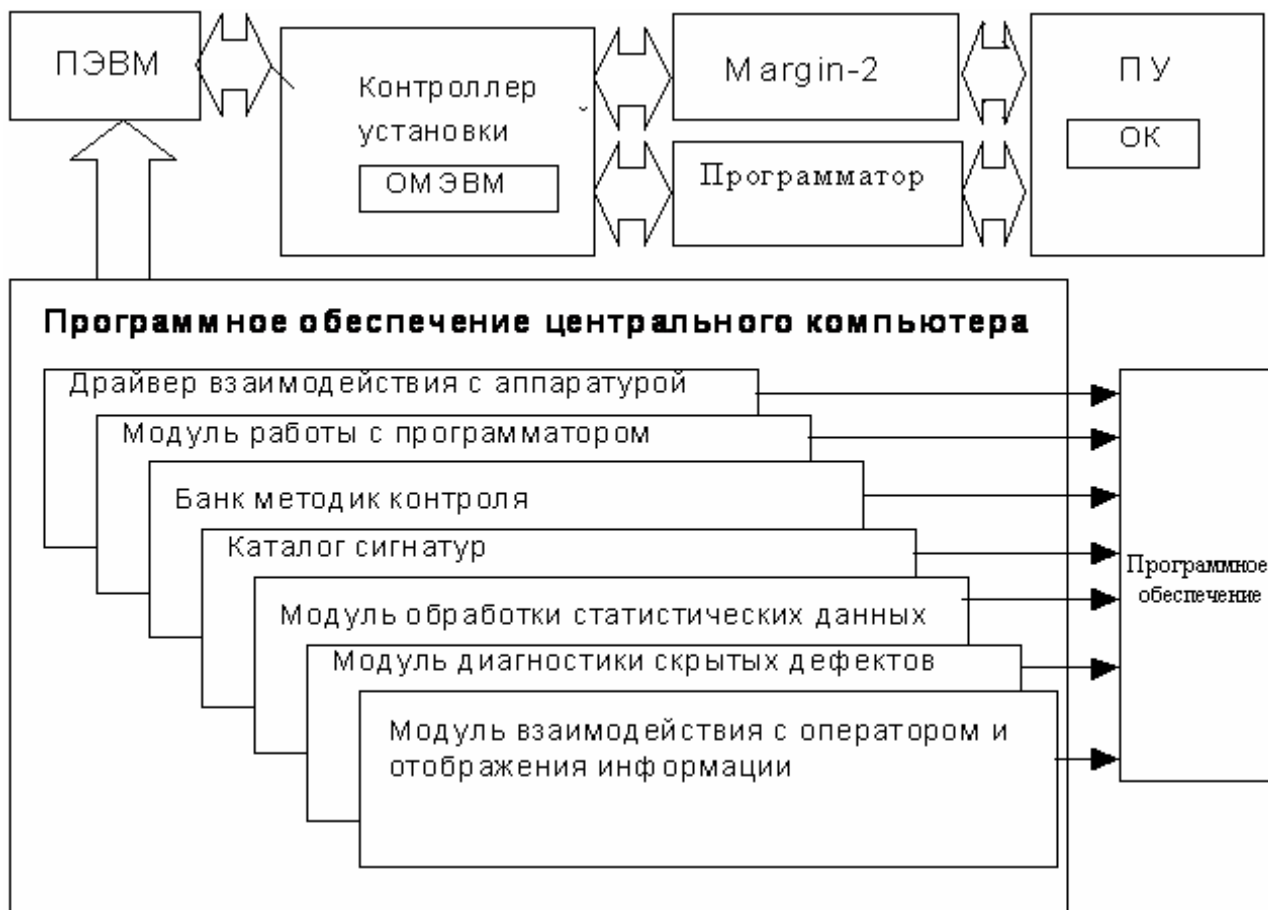 ПЭВМ
Контроллер
установки
ОМЭВМ
Margin-2
Программатор
ПУ
ОК
Программное обеспечение центрального компьютера
Драйвер взаимодействия с аппаратурой
Модуль работы с программатором
Банк методик контроля
Каталог сигнатур
Модуль обработки статистических данных
Модуль диагностики скрытых дефектов
Модуль взаимодействия с оператором и
отображения информации
Программное
обеспечение